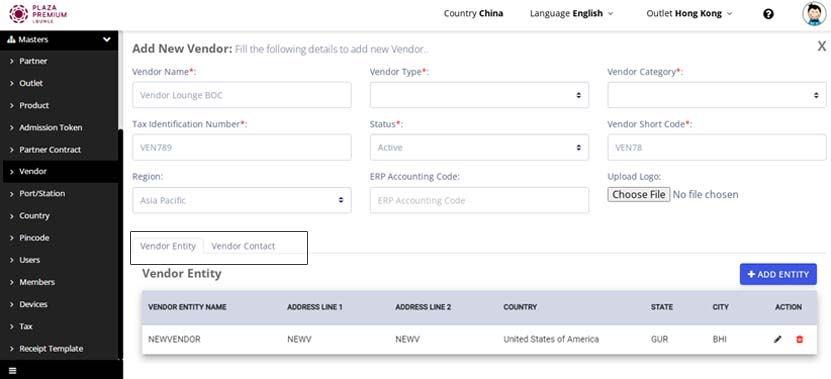 PLAZA
PREMIUM
LOUNGE
Country China
Language English
Outlet Hong Kong
Masters
Partner
Outlet
Product
Admission Token
Partner Contract
Vendor
Port/Station
Country
Pincode
Users
Members
Devices
Tax
Receipt Template
Add New Vendor: Fill the following details to add new Vendor..
X
Vendor Name*: Vendor Type*: Vendor Category*:
Vendor Lounge BOC
Tax Identification Number*: Status*: Vendor Short Code*:
VEN789 Active VEN78
Region: ERP Accounting Code: Upload Logo:
Asia Pacific ERP Accounting Code Choose File No file chosen
Vendor Entity Vendor Contact
Vendor Entity
+ ADD ENTITY
VENDOR ENTITY NAME ADDRESS LINE 1 ADDRESS LINE 2 COUNTRY STATE CITY ACTION
NEWVENDOR NEWV NEWV United States of America GUR BHI